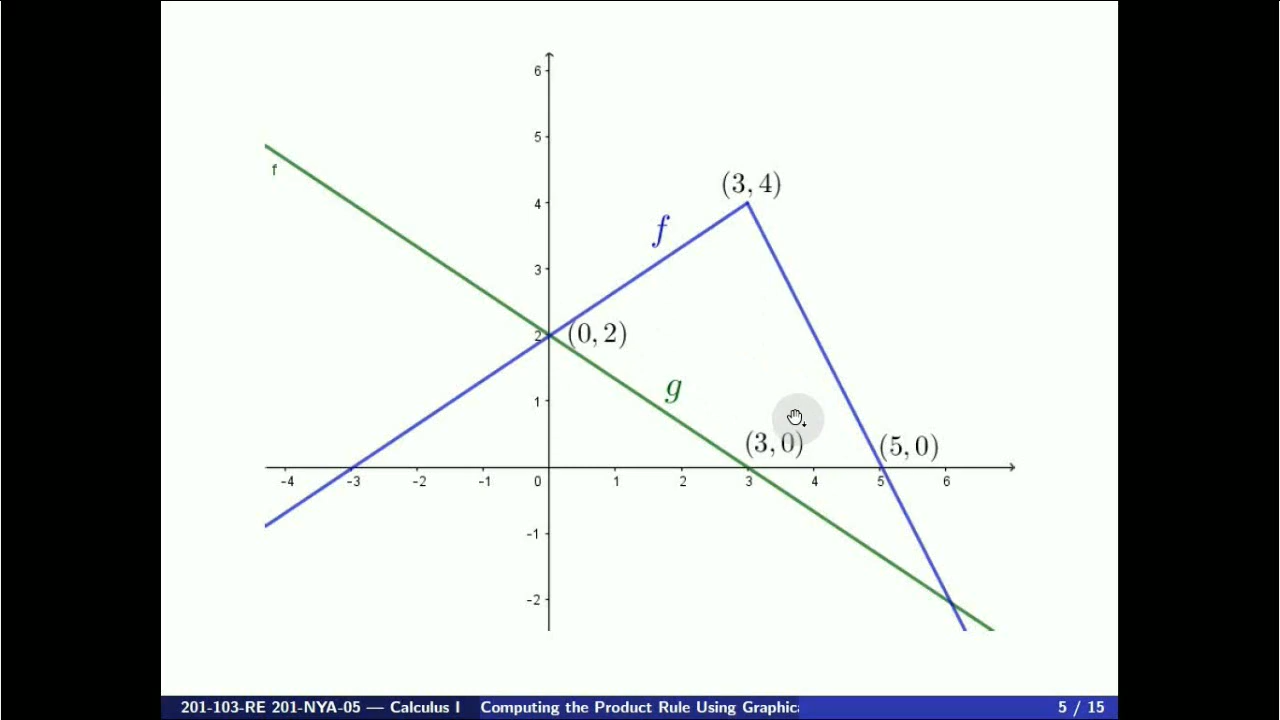 6
5
f
(3, 4)
4
f
3
2
(0, 2)
g
1
(3, 0)
(5, 0)
-4 -3 -2 -1 0 1 2 3 4 5 6
-1
-2
201-103-RE 201-NYA-05 — Calculus I Computing the Product Rule Using Graphica 5 / 15